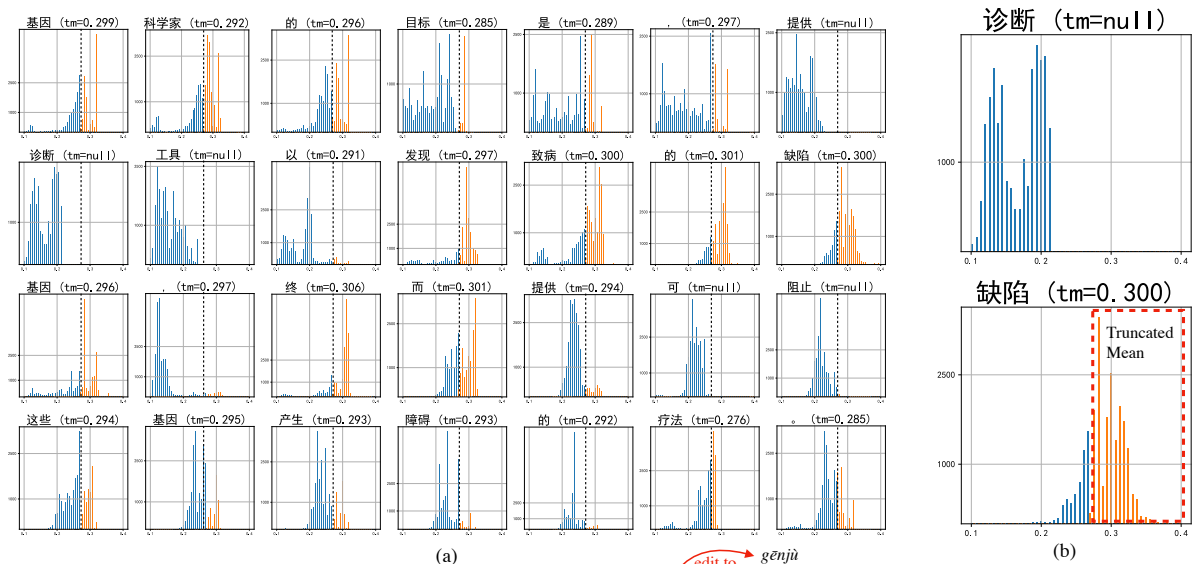 基因 (tm=0.299) 科学家 (tm=0.292) 的 (tm=0.296) 目标 (tm=0.285) 是 (tm=0.289) , (tm=0.297) 提供 (tm=null)
诊断 (tm=null) 工具 (tm=null) 以 (tm=0.291) 发现 (tm=0.297) 致病 (tm=0.300) 的 (tm=0.301) 缺陷 (tm=0.300)
基因 (tm=0.296) , (tm=0.297) 终 (tm=0.306) 而 (tm=0.301) 提供 (tm=0.294) 可 (tm=null) 阻止 (tm=null)
这些 (tm=0.294) 基因 (tm=0.295) 产生 (tm=0.293) 障碍 (tm=0.293) 的 (tm=0.292) 疗法 (tm=0.276) 。 (tm=0.285)
(a)
edit to gēnjù
诊断 (tm=null)
1000
0.1 0.2 0.3 0.4
缺陷 (tm=0.300)
Truncated
Mean
2500
1000
0.1 0.2 0.3 0.4
(b)